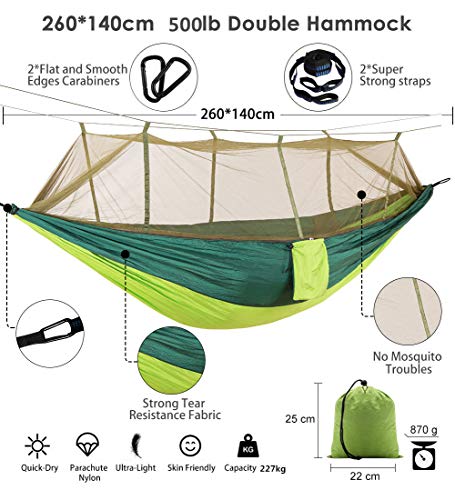 260*140cm 500lb Double Hammock
2*Flat and Smooth
Edges Carabiners
2*Super
Strong straps
260*140cm
No Mosquito
Troubles
Strong Tear
Resistance Fabric
25 cm
22 cm
870 g
Quick-Dry
Parachute
Nylon
Ultra-Light
Skin Friendly
KG
Capacity 227kg